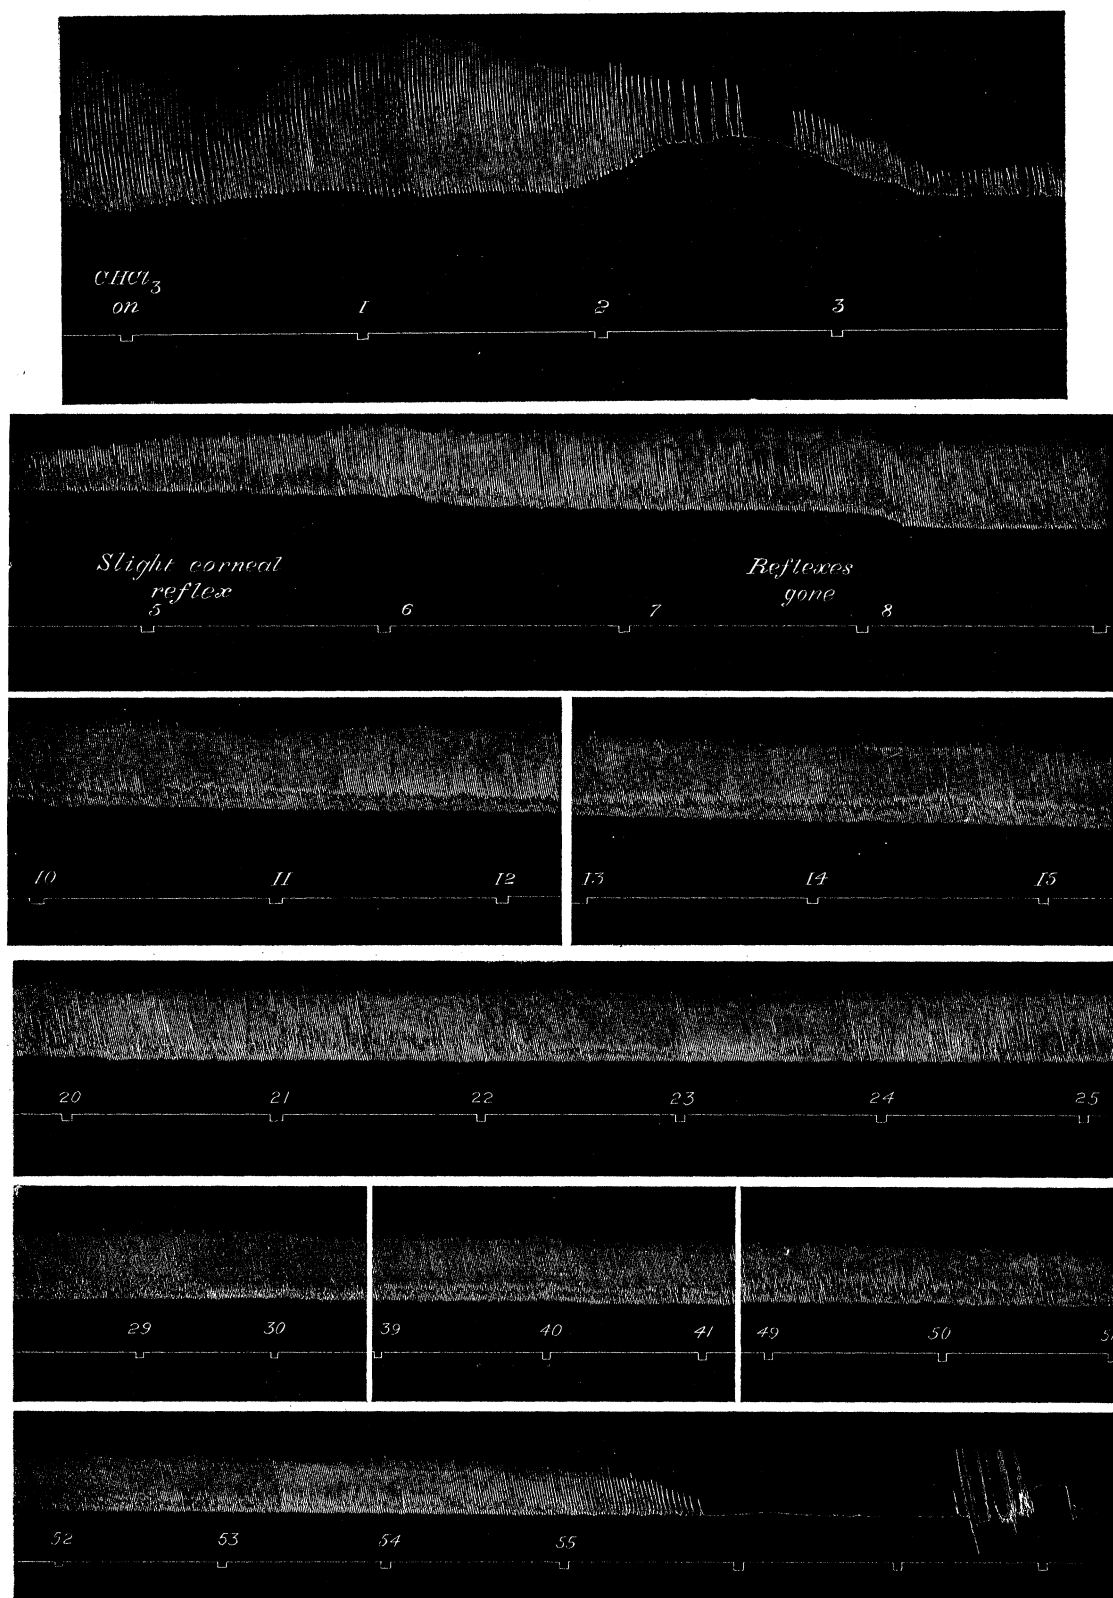 CHCl3
on
1 2 3
Slight corneal
reflex
Reflexes
gone
5 6 7 8
10 11 12 13 14 15
20 21 22 23 24 25
29 30 39 40 41 49 50 51
52 53 54 55